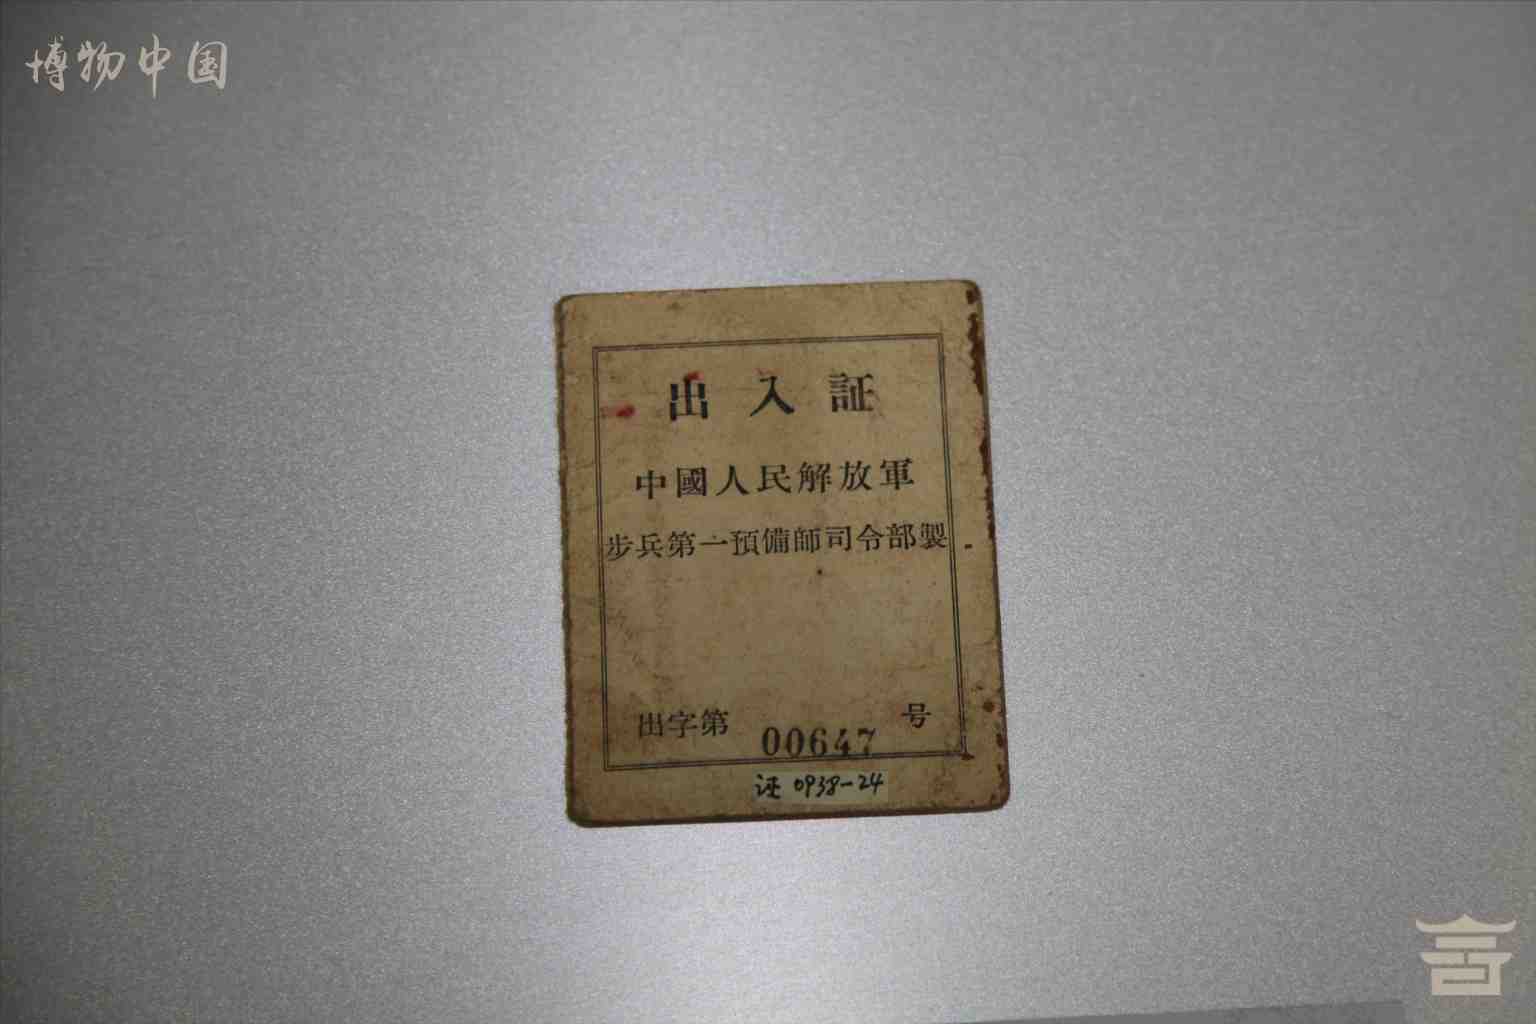 博物中国
出入証
中國人民解放軍
步兵第一預備師司令部製
出字第 00647 号
证 0938-24